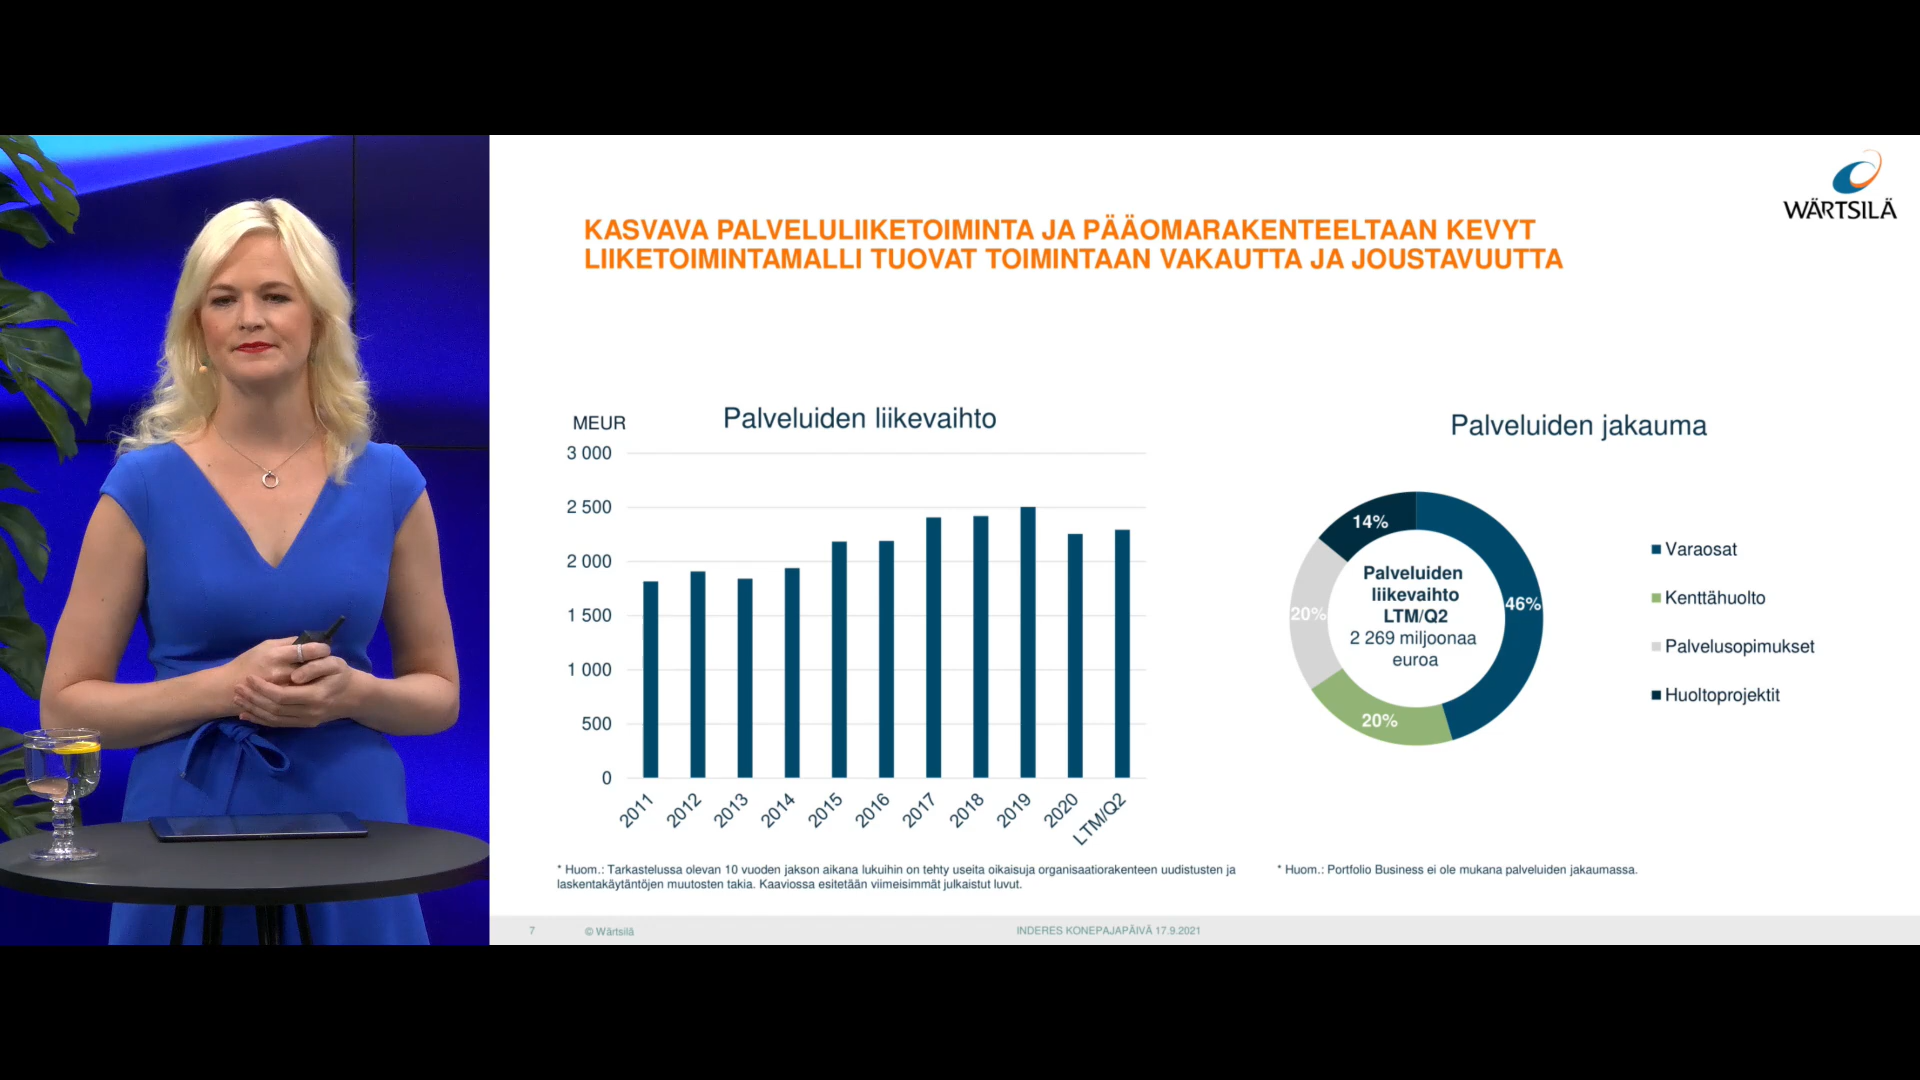 WÄRTSILÄ
KASVAVA PALVELULIIKETOIMINTA JA PÄÄOMARAKENTEELTAAN KEVYT
LIIKETOIMINTAMALLI TUOVAT TOIMINTAAN VAKAUTTA JA JOUSTAVUUTTA
MEUR
Palveluiden liikevaihto
3 000
2 500
2 000
1 500
1 000
500
0
2011
2012
2013
2014
2015
2016
2017
2018
2019
2020
LTM/Q2
* Huom.: Tarkastelussa olevan 10 vuoden jakson aikana lukuihin on tehty useita oikaisuja organisaatiorakenteen uudistusten ja
laskentakäytäntöjen muutosten takia. Kaaviossa esitetään viimeisimmät julkaistut luvut.
Palveluiden jakauma
14%
46%
20%
20%
Palveluiden
liikevaihto
LTM/Q2
2 269 miljoonaa
euroa
Varaosat
Kenttähuolto
Palvelusopimukset
Huoltoprojektit
* Huom.: Portfolio Business ei ole mukana palveluiden jakaumassa.
7
© Wärtsilä
INDERES KONEPAJAPÄIVÄ 17.9.2021